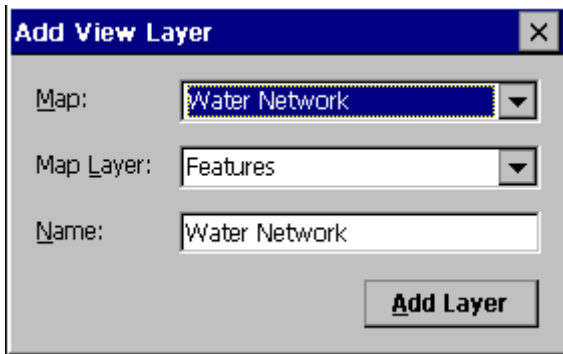 Add View Layer
Map: Water Network
Map Layer: Features
Name: Water Network
Add Layer